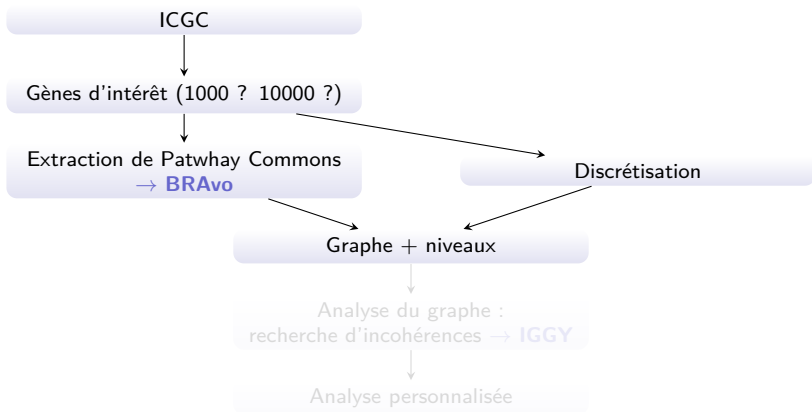 ICGC
Gènes d'intérêt (1000 ? 10000 ?)
Extraction de Patwhay Commons
→ BRAvo
Discrétisation
Graphe + niveaux
Analyse du graphe :
recherche d'incohérences → IGGY
Analyse personnalisée